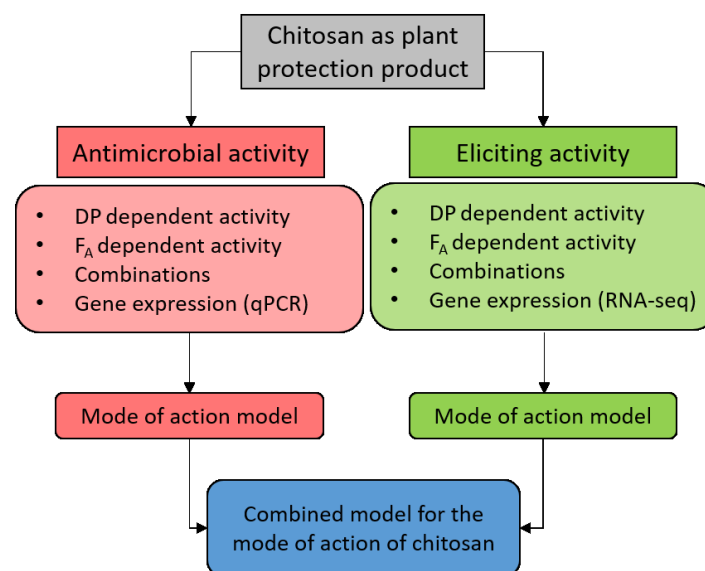 Chitosan as plant
protection product
Antimicrobial activity
• DP dependent activity
• FA dependent activity
• Combinations
• Gene expression (qPCR)
Mode of action model
Eliciting activity
• DP dependent activity
• FA dependent activity
• Combinations
• Gene expression (RNA-seq)
Mode of action model
Combined model for the
mode of action of chitosan